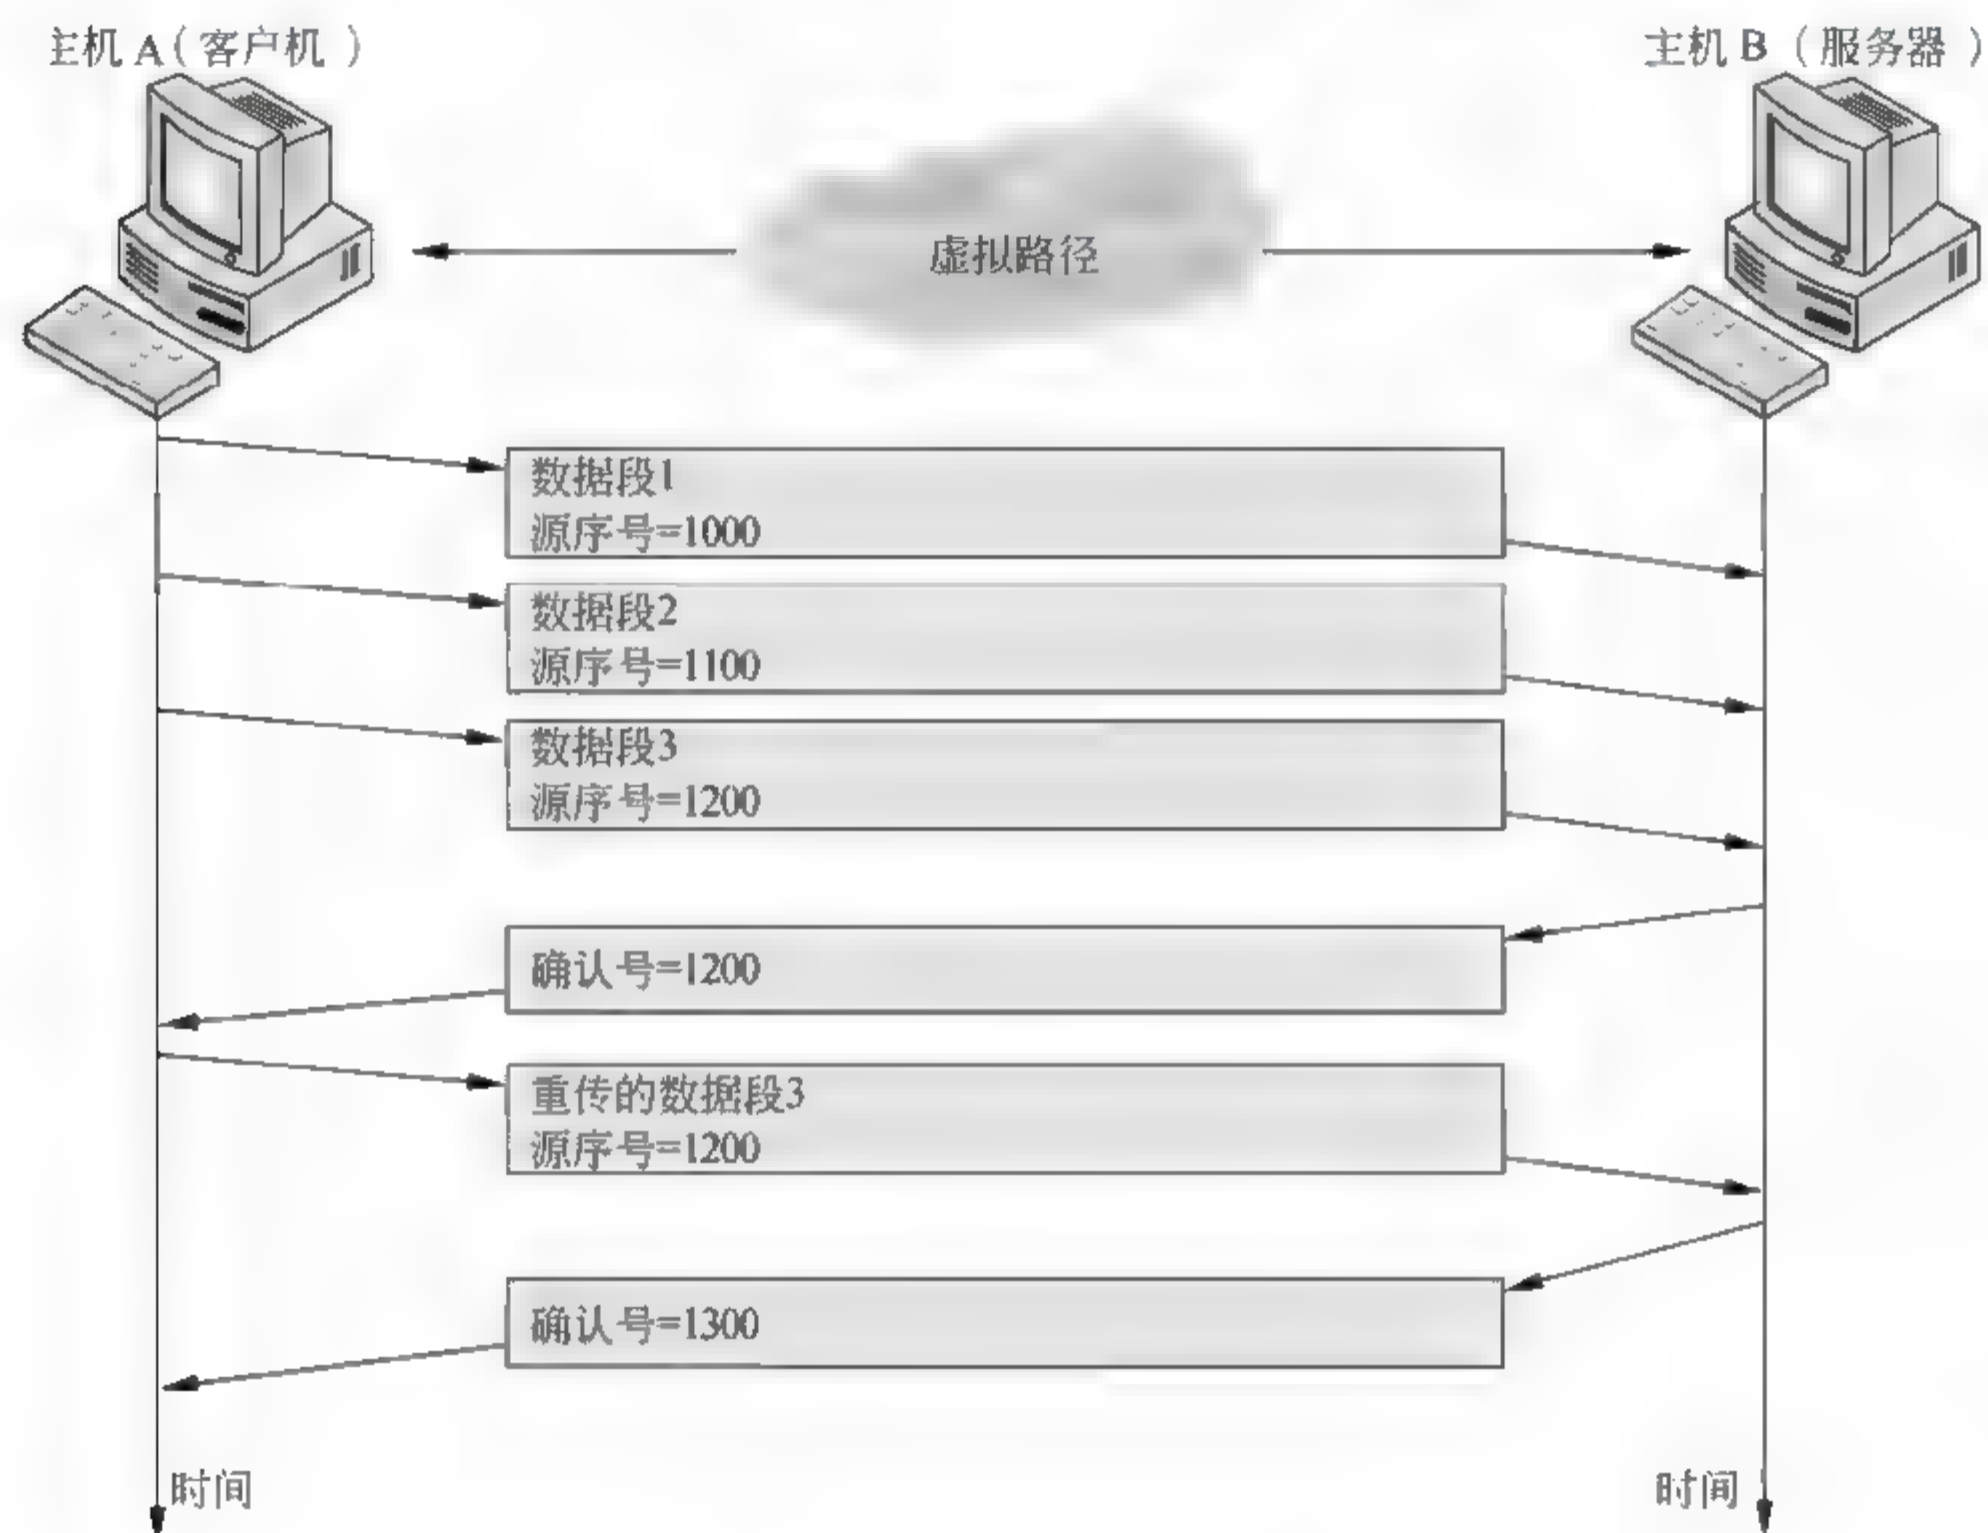 主机 A（客户机）
主机 B（服务器）
虚拟路径
数据段1
源序号=1000
数据段2
源序号=1100
数据段3
源序号=1200
确认号=1200
重传的数据段3
源序号=1200
确认号=1300
时间
时间